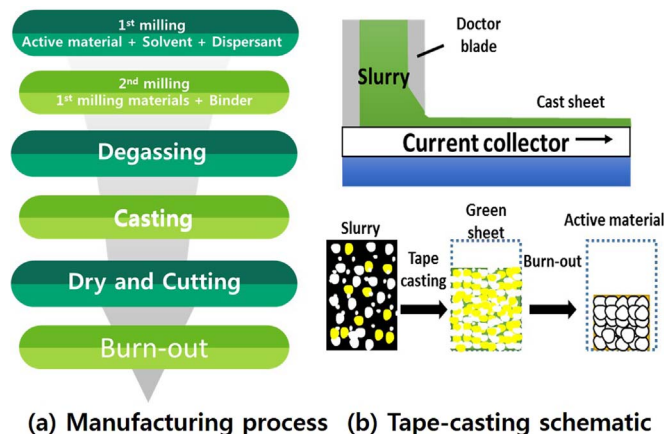 1st milling
Active material + Solvent + Dispersant
2nd milling
1st milling materials + Binder
Degassing
Casting
Dry and Cutting
Burn-out
(a) Manufacturing process
Doctor
blade
Slurry
Cast sheet
Current collector
Slurry
Tape
casting
Green
sheet
Burn-out
Active material
(b) Tape-casting schematic